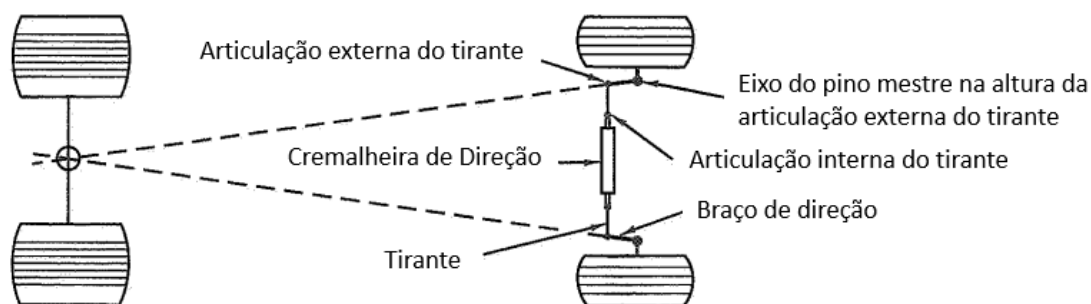 Articulação externa do tirante
Eixo do pino mestre na altura da
articulação externa do tirante
Cremalheira de Direção
Articulação interna do tirante
Braço de direção
Tirante